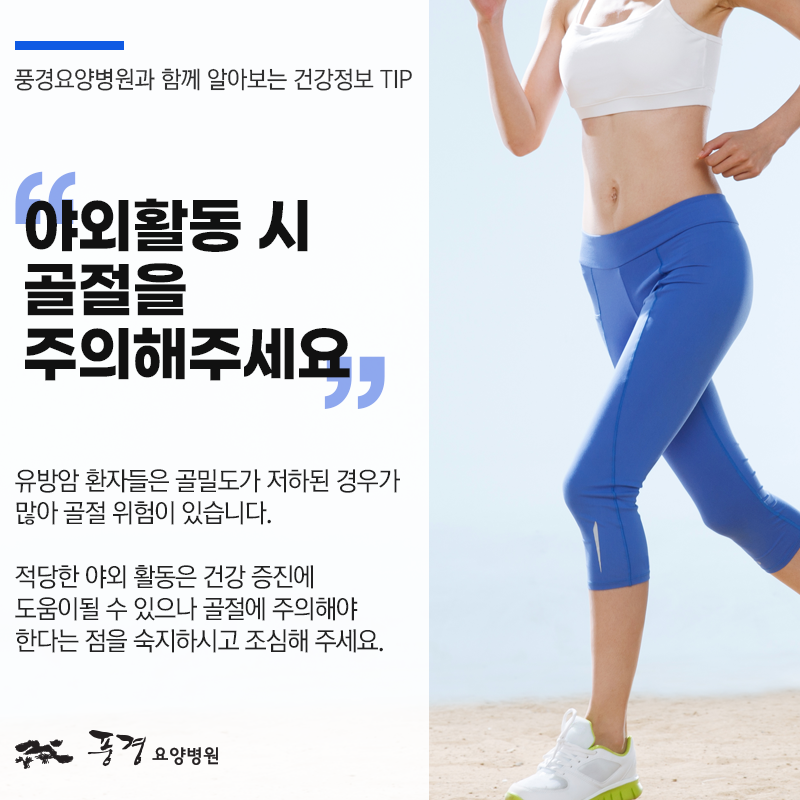 풍경요양병원과 함께 알아보는 건강정보 TIP
“야외활동 시
골절을
주의해주세요”
유방암 환자들은 골밀도가 저하된 경우가
많아 골절 위험이 있습니다.
적당한 야외 활동은 건강 증진에
도움이될 수 있으나 골절에 주의해야
한다는 점을 숙지하시고 조심해 주세요.
풍경 요양병원